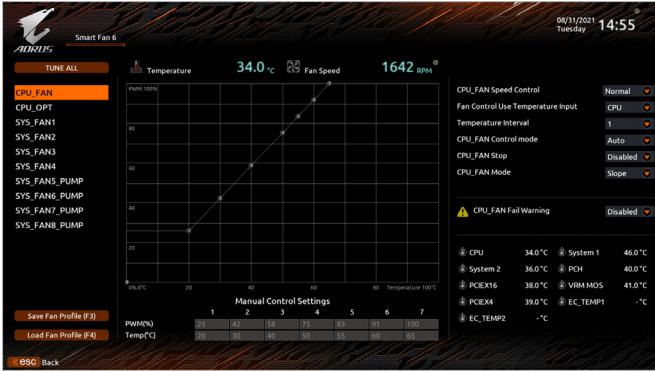 08/31/2021
Tuesday 14:55
AORUS
Smart Fan 6
TUNE ALL
Temperature 34.0 °C Fan Speed 1642 RPM
CPU_FAN
CPU_OPT
SYS_FAN1
SYS_FAN2
SYS_FAN3
SYS_FAN4
SYS_FAN5_PUMP
SYS_FAN6_PUMP
SYS_FAN7_PUMP
SYS_FAN8_PUMP
Save Fan Profile (F3)
Load Fan Profile (F4)
PWM 100%
80
60
40
20
0%,0°C 20 40 60 80 Temperature 100°C
Manual Control Settings
1 2 3 4 5 6 7
PWM(%) 25 42 58 75 83 91 100
Temp(°C) 20 30 40 50 55 60 65
CPU_FAN Speed Control Normal
Fan Control Use Temperature Input CPU
Temperature Interval 1
CPU_FAN Control mode Auto
CPU_FAN Stop Disabled
CPU_FAN Mode Slope
CPU_FAN Fail Warning Disabled
CPU 34.0°C System 1 46.0°C
System 2 36.0°C PCH 40.0°C
PCIEX16 38.0°C VRM MOS 41.0°C
PCIEX4 39.0°C EC_TEMP1 -°C
EC_TEMP2 -°C
esc Back